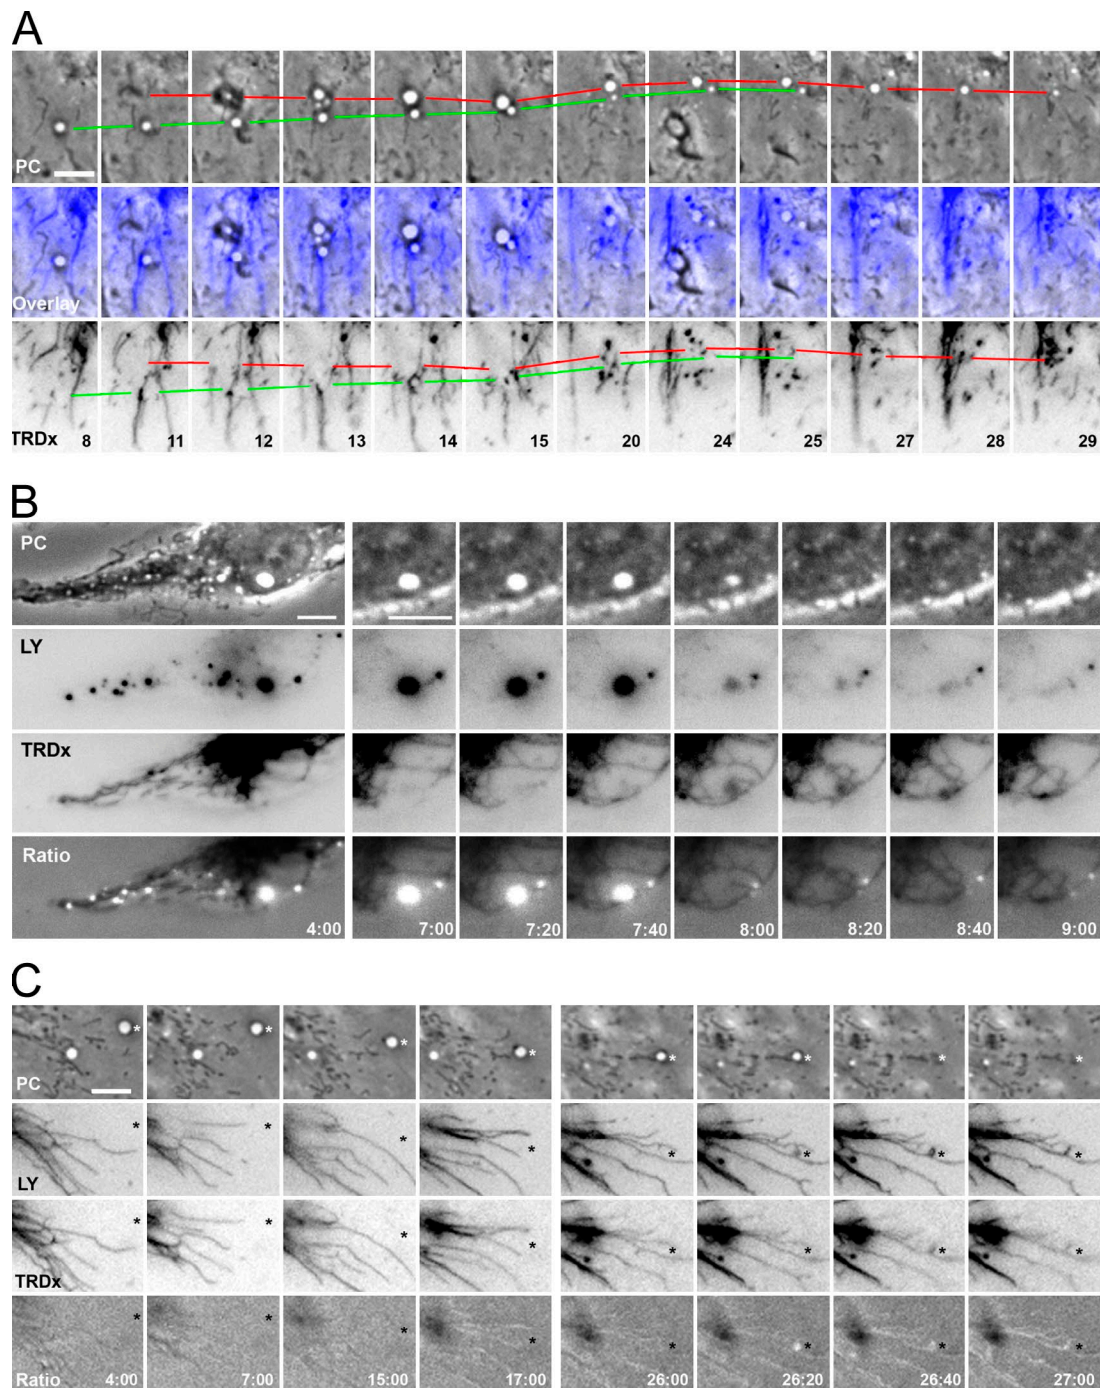 A
PC
Overlay
TRDx 8 11 12 13 14 15 20 24 25 27 28 29
B
PC
LY
TRDx
Ratio
4:00 7:00 7:20 7:40 8:00 8:20 8:40 9:00
C
* * * * * * * *
PC
* * * * * * * *
LY
* * * * * * * *
TRDx
* * * * * * * *
Ratio 4:00 7:00 15:00 17:00 26:00 26:20 26:40 27:00